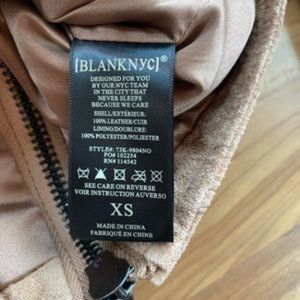 [BLANKNYC]®
DESIGNED FOR YOU
BY OUR NYC TEAM
IN THE CITY THAT
NEVER SLEEPS
BECAUSE WE CARE
SHELL/EXTÉRIEUR:
100% LEATHER/CUIR
LINING/DOUBLURE:
100% POLYESTER/POLIESTER
STYLE#: 73K-9804NO
PO# 102254
RN# 114542
SEE CARE ON REVERSE
VOIR INSTRUCTION AUVERSO
XS
MADE IN CHINA
FABRIQUÉ EN CHINE